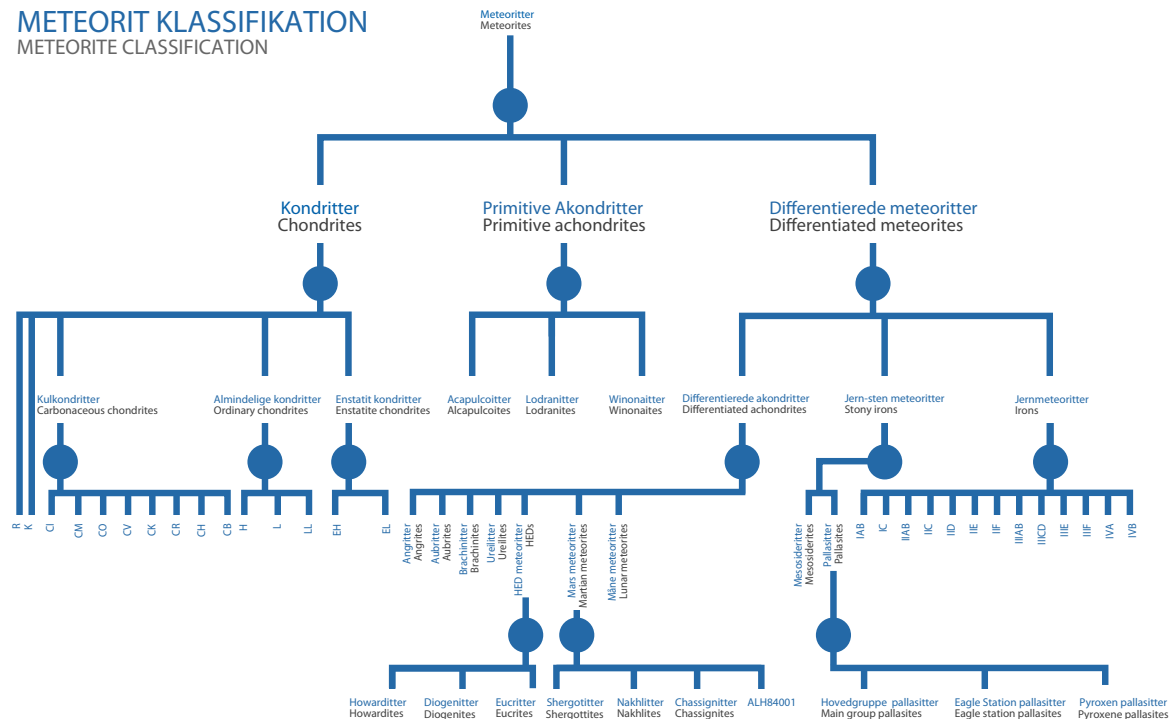 METEORIT KLASSIFIKATION
METEORITE CLASSIFICATION
Meteoritter
Meteorites
Kondritter
Chondrites
Primitive Akondritter
Primitive achondrites
Differentierede meteoritter
Differentiated meteorites
Kulkondritter
Carbonaceous chondrites
Almindelige kondritter
Ordinary chondrites
Enstatit kondritter
Enstatite chondrites
Acapulcoitter
Alcapulcoites
Lodranitter
Lodranites
Winonaitter
Winonaites
Differentierede akondritter
Differentiated achondrites
Jern-sten meteoritter
Stony irons
Jernmeteoritter
Irons
R
K
CI
CM
CO
CV
CK
CR
CH
CB
H
L
LL
EH
EL
Angritter
Angrites
Aubritter
Aubrites
Brachinitter
Brachinites
Ureilitter
Ureilites
HED meteoritter
HEDs
Mars meteoritter
Martian meteorites
Måne meteoritter
Lunar meteorites
Mesosideritter
Mesosiderites
Pallasitter
Pallasites
IAB
IC
IIAB
IIC
IID
IIE
IIF
IIIAB
IIICD
IIIE
IIIF
IVA
IVB
Howarditter
Howardites
Diogenitter
Diogenites
Eucritter
Eucrites
Shergotitter
Shergottites
Nakhlitter
Nakhlites
Chassignitter
Chassignites
ALH84001
Hovedgruppe pallasitter
Main group pallasites
Eagle Station pallasitter
Eagle station pallasites
Pyroxen pallasitter
Pyroxene pallasites